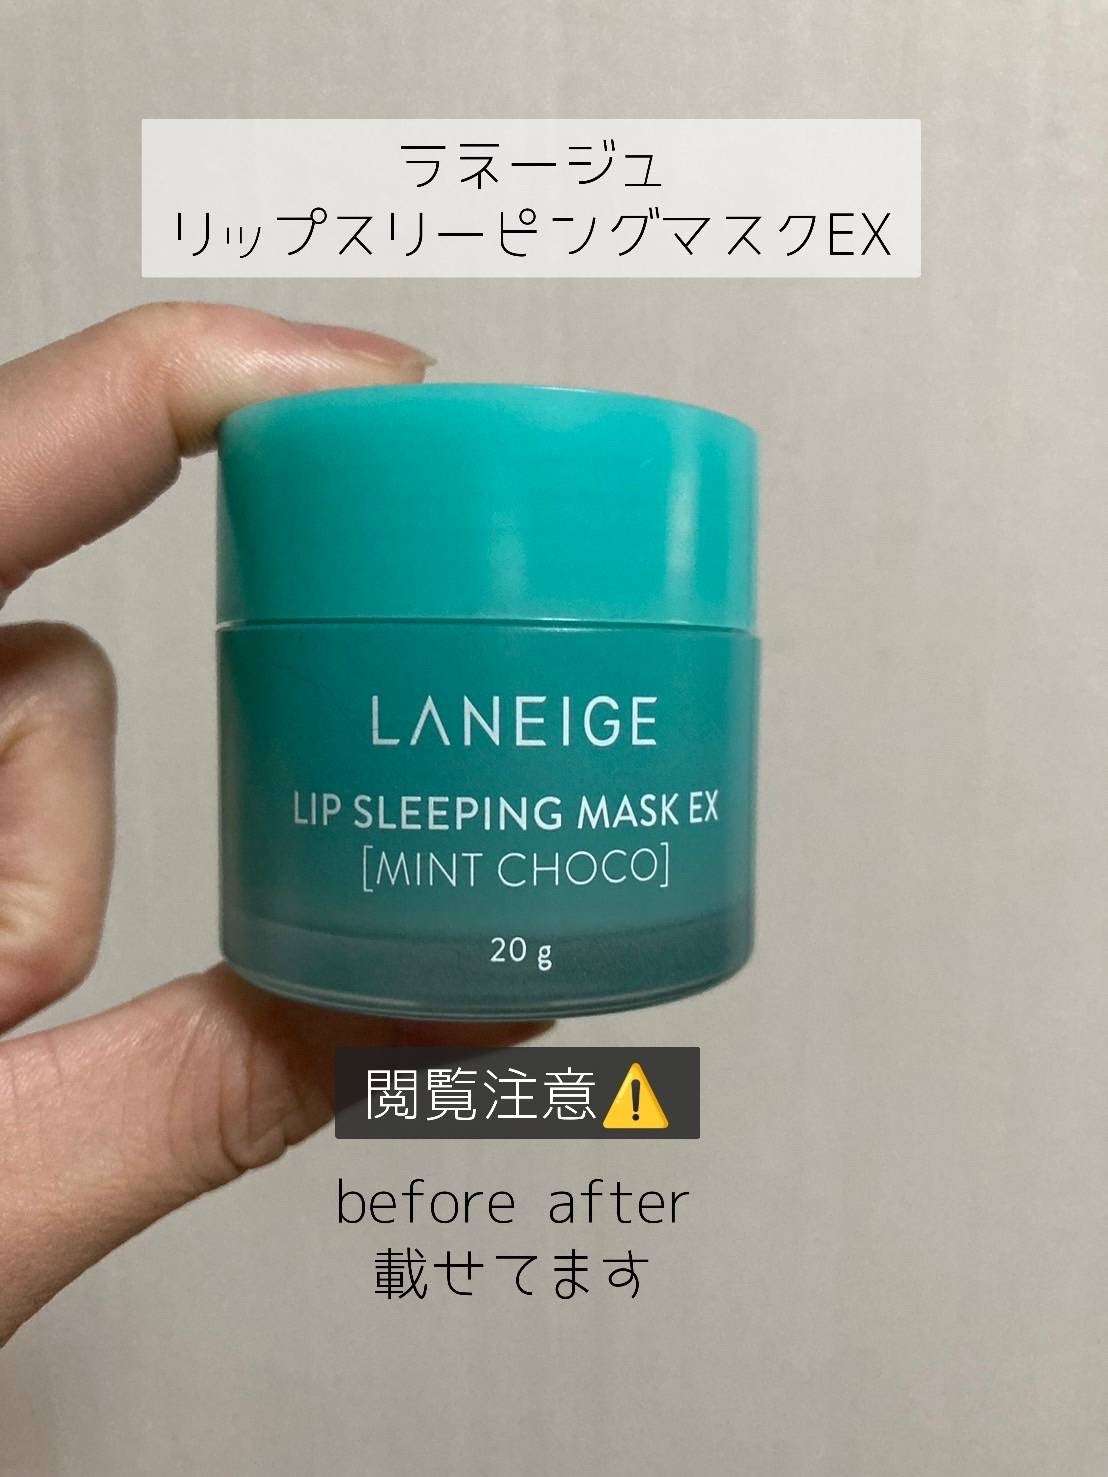 ラネージュ
リップスリーピングマスクEX
LANEIGE
LIP SLEEPING MASK EX
[MINT CHOCO]
20 g
閲覧注意⚠️
before after
載せてます